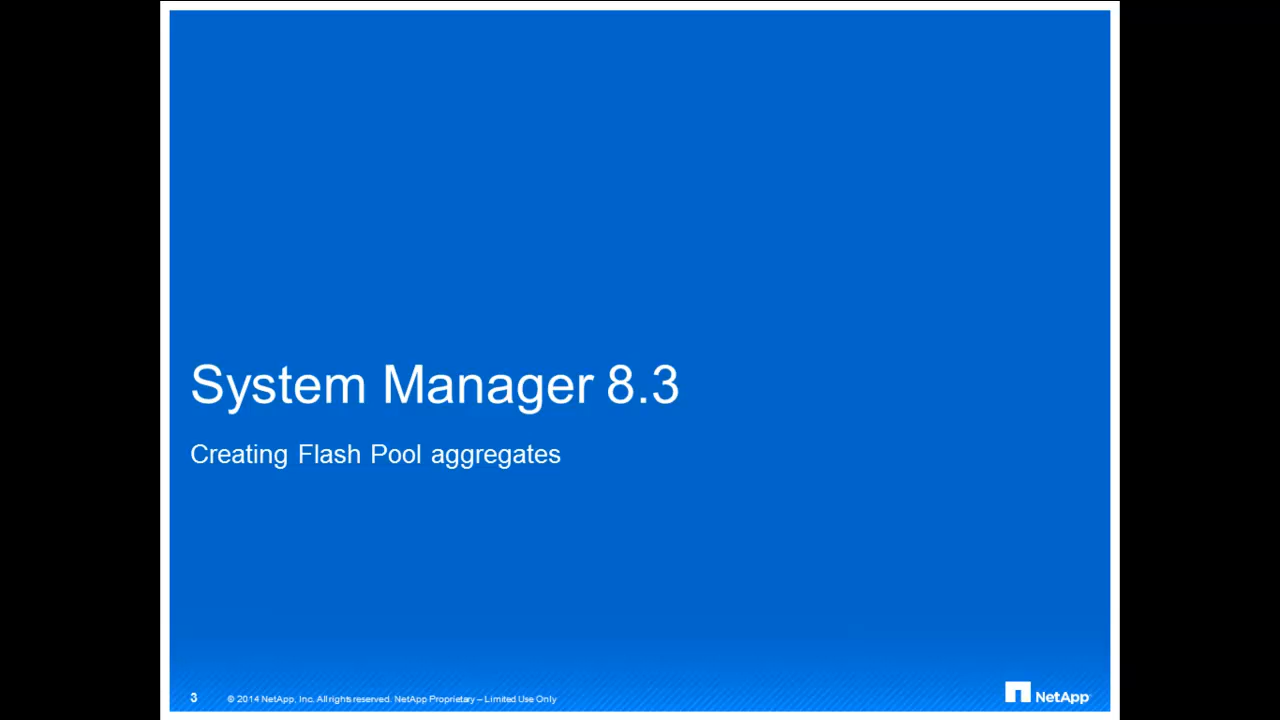 System Manager 8.3
Creating Flash Pool aggregates
3 © 2014 NetApp, Inc. All rights reserved. NetApp Proprietary – Limited Use Only
NetApp